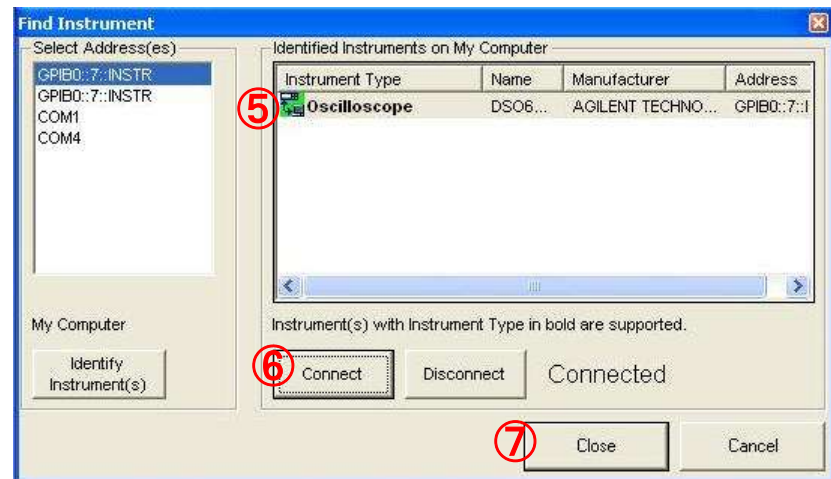 Find Instrument
Select Address(es)
GPIB0::7::INSTR
GPIB0::7::INSTR
COM1
COM4
My Computer
Identify
Instrument(s)
Identified Instruments on My Computer
Instrument Type Name Manufacturer Address
⑤ Oscilloscope DSO6... AGILENT TECHNO... GPIB0::7::I
Instrument(s) with Instrument Type in bold are supported.
⑥ Connect Disconnect Connected
⑦ Close Cancel